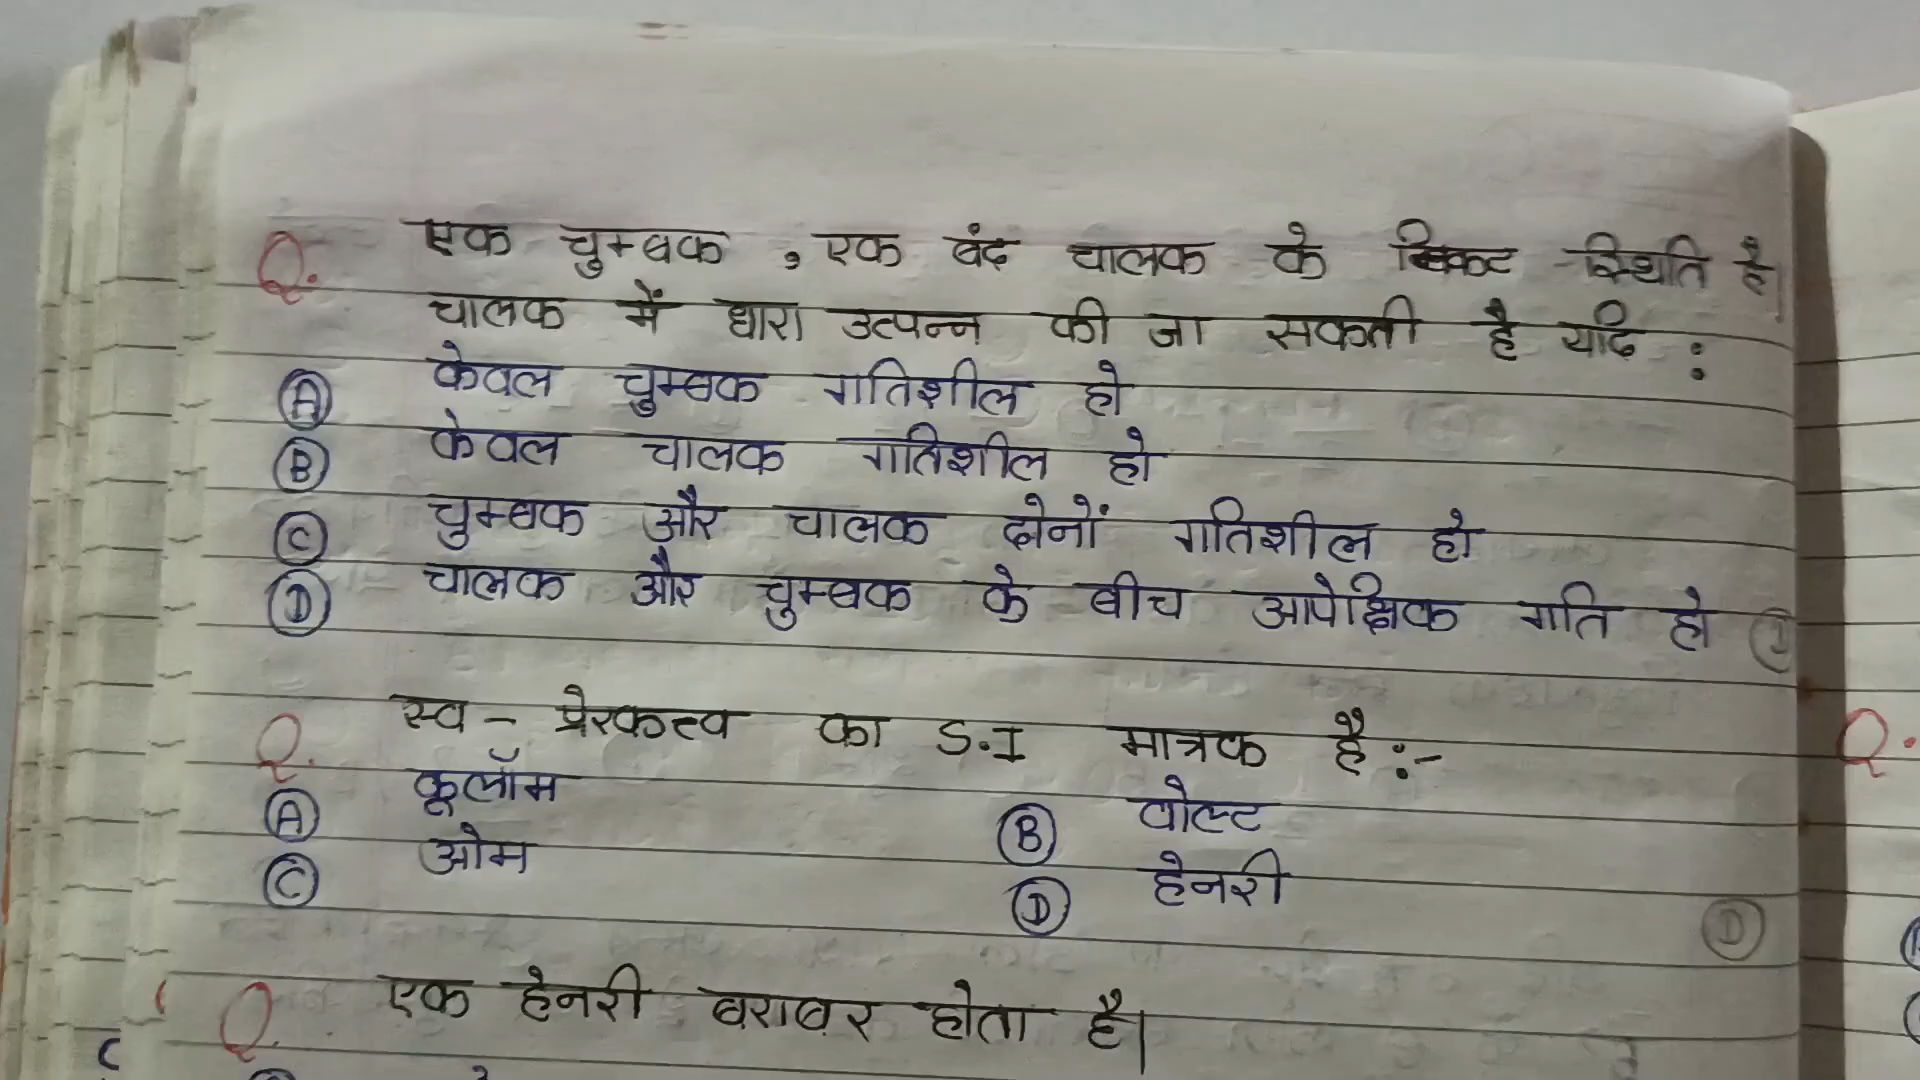 Q. एक चुम्बक , एक बंद चालक के निकट स्थिति है।
चालक में धारा उत्पन्न की जा सकती है यदि :
(A) केवल चुम्बक गतिशील हो
(B) केवल चालक गतिशील हो
(C) चुम्बक और चालक दोनों गतिशील हो
(D) चालक और चुम्बक के बीच आपेक्षिक गति हो (D)
Q. स्व - प्रेरकत्व का S.I मात्रक है :-
(A) कूलॉम (B) वोल्ट
(C) ओम (D) हेनरी
(D)
Q. एक हेनरी बराबर होता है।
Q.